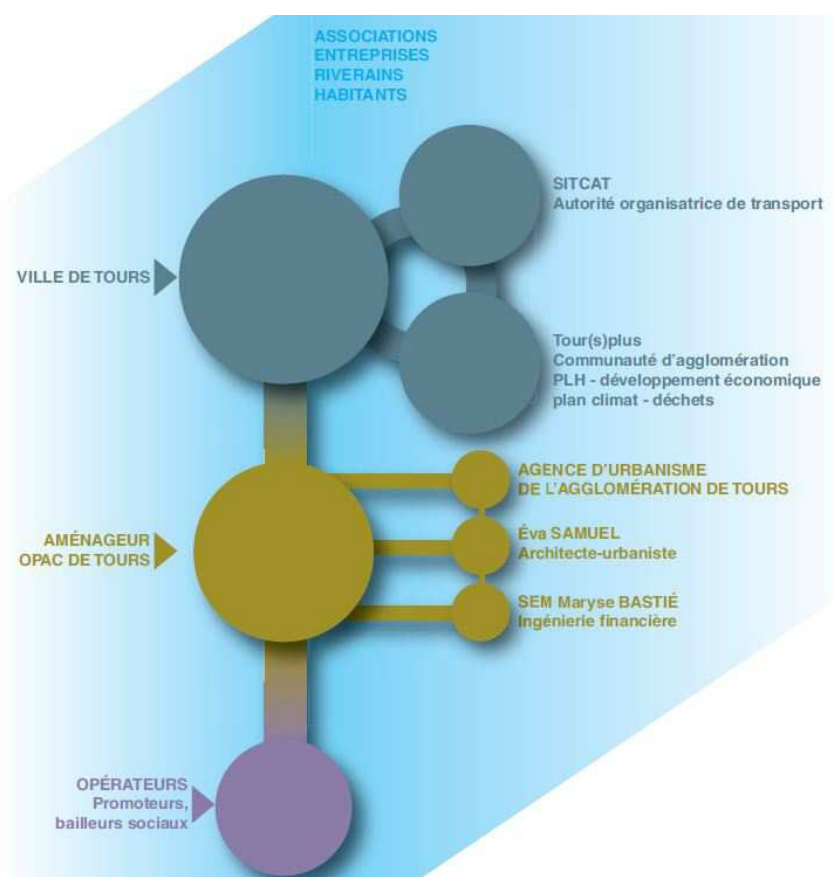 ASSOCIATIONS
ENTREPRISES
RIVERAINS
HABITANTS
SITCAT
Autorité organisatrice de transport
VILLE DE TOURS
Tour(s)plus
Communauté d'agglomération
PLH - développement économique
plan climat - déchets
AGENCE D'URBANISME
DE L'AGGLOMÉRATION DE TOURS
AMÉNAGEUR
OPAC DE TOURS
Éva SAMUEL
Architecte-urbaniste
SEM Maryse BASTIÉ
Ingénierie financière
OPÉRATEURS
Promoteurs,
bailleurs sociaux